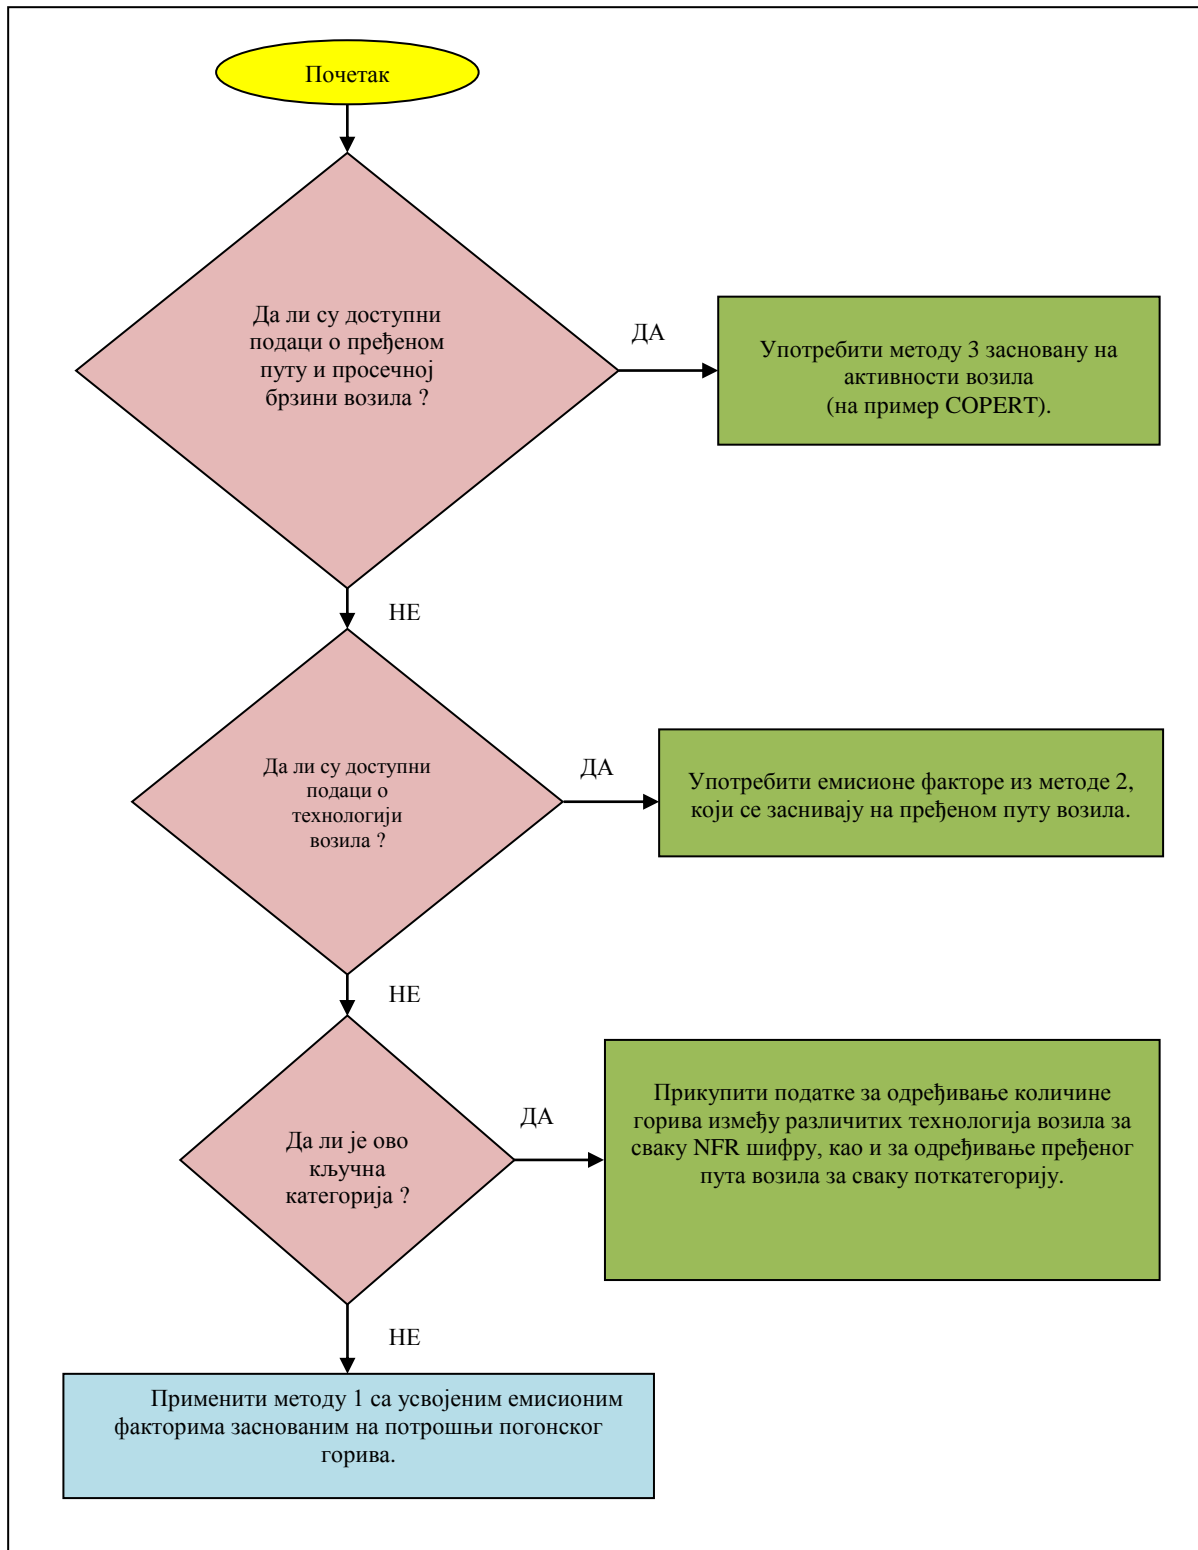 Почетак
Да ли су доступни
подаци о пређеном
путу и просечној
брзини возила ?
ДА
Употребити методу 3 засновану на
активности возила
(на пример COPERT).
НЕ
Да ли су доступни
подаци о
технологији
возила ?
ДА
Употребити емисионе факторе из методе 2,
који се заснивају на пређеном путу возила.
НЕ
Да ли је ово
кључна
категорија ?
ДА
Прикупити податке за одређивање количине
горива између различитих технологија возила за
сваку NFR шифру, као и за одређивање пређеног
пута возила за сваку поткатегорију.
НЕ
Применити методу 1 са усвојеним емисионим
факторима заснованим на потрошњи погонског
горива.